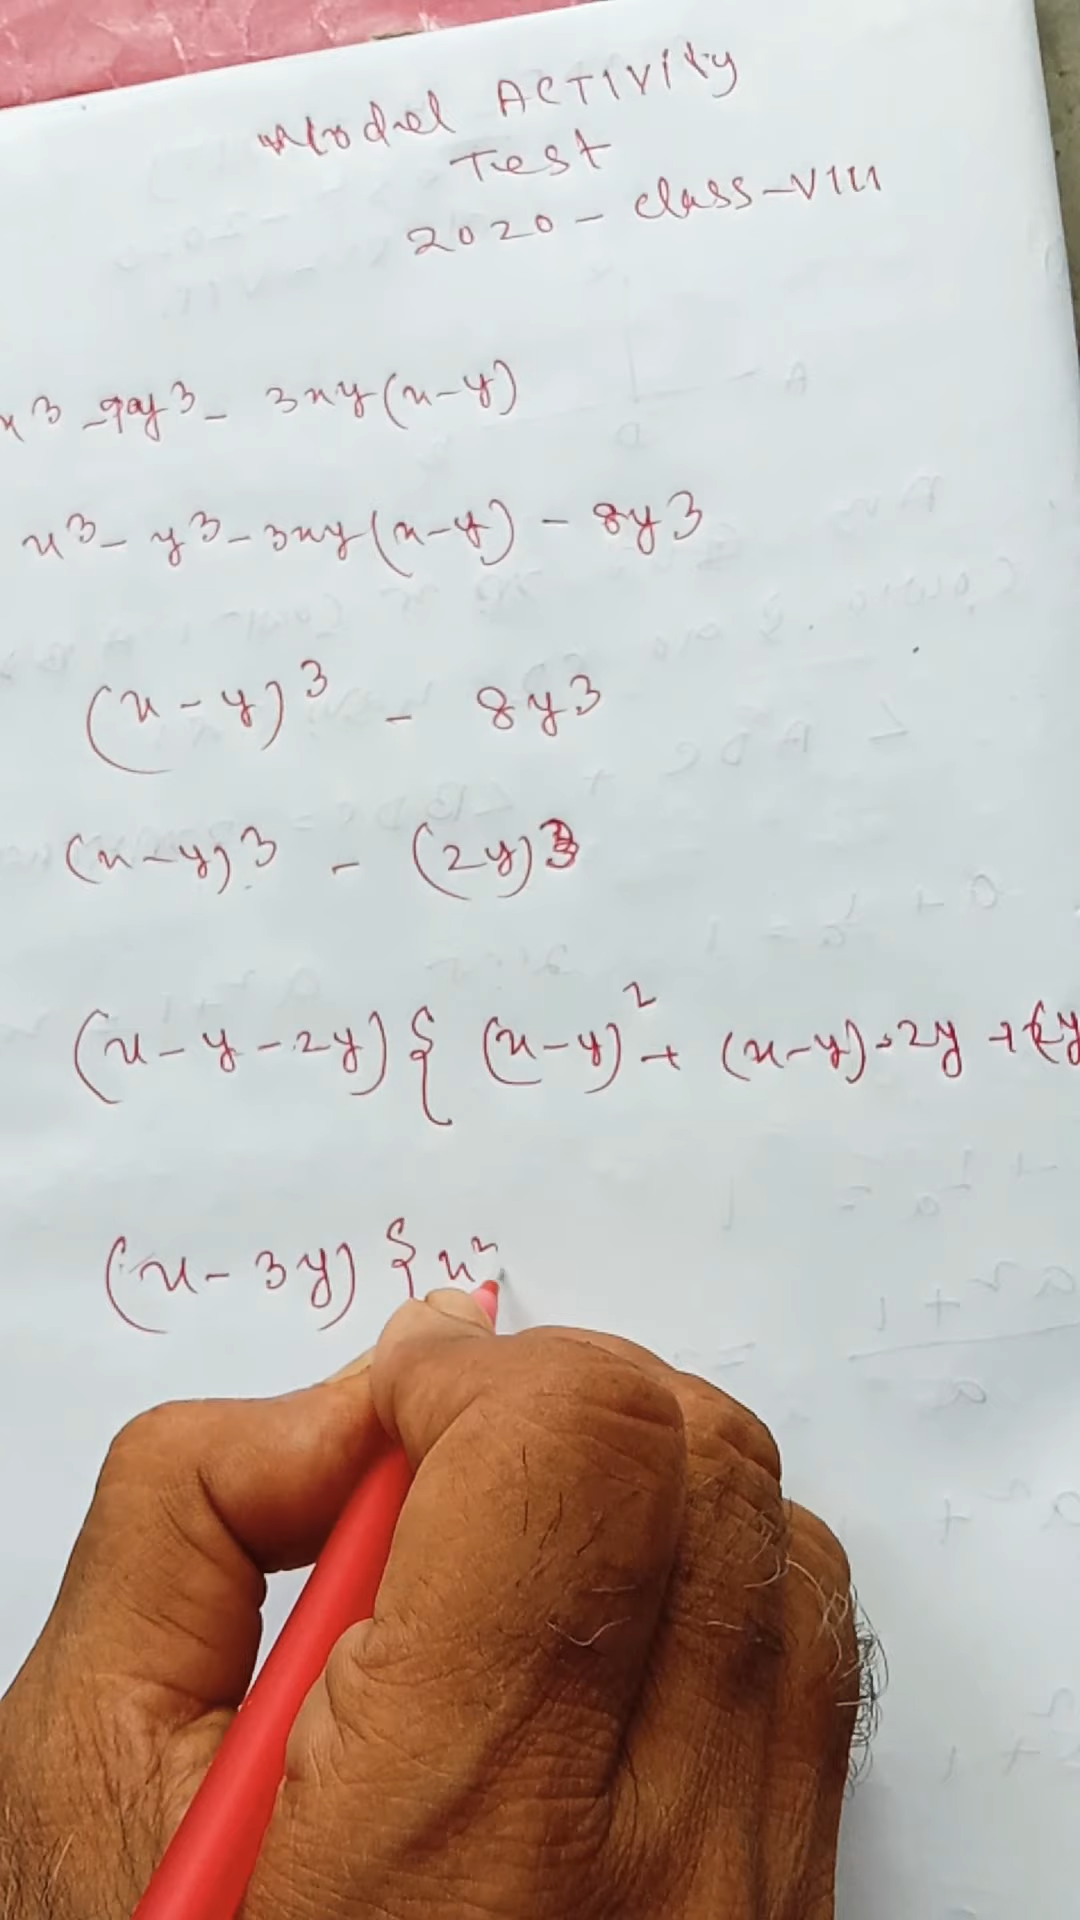 Model ACTIVITY
Test
2020 - class-VIII
x3 -9y3 - 3xy(x-y)
x3 - y3 - 3xy(x-y) - 8y3
(x-y)3 - 8y3
(x-y)3 - (2y)3
(x-y-2y){(x-y)2 + (x-y).2y + (2y
(x-3y){x2